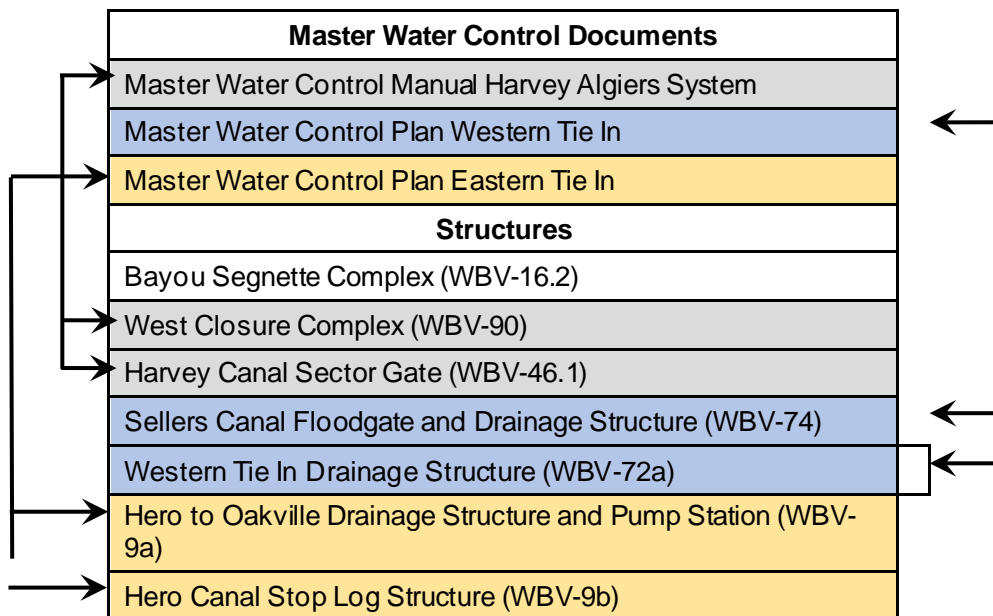 Master Water Control Documents
Master Water Control Manual Harvey Algiers System
Master Water Control Plan Western Tie In
Master Water Control Plan Eastern Tie In
Structures
Bayou Segnette Complex (WBV-16.2)
West Closure Complex (WBV-90)
Harvey Canal Sector Gate (WBV-46.1)
Sellers Canal Floodgate and Drainage Structure (WBV-74)
Western Tie In Drainage Structure (WBV-72a)
Hero to Oakville Drainage Structure and Pump Station (WBV-
9a)
Hero Canal Stop Log Structure (WBV-9b)